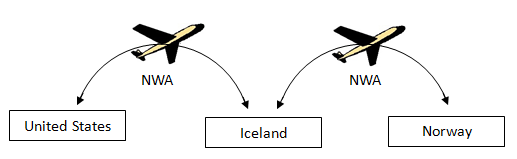 NWA
NWA
United States
Iceland
Norway